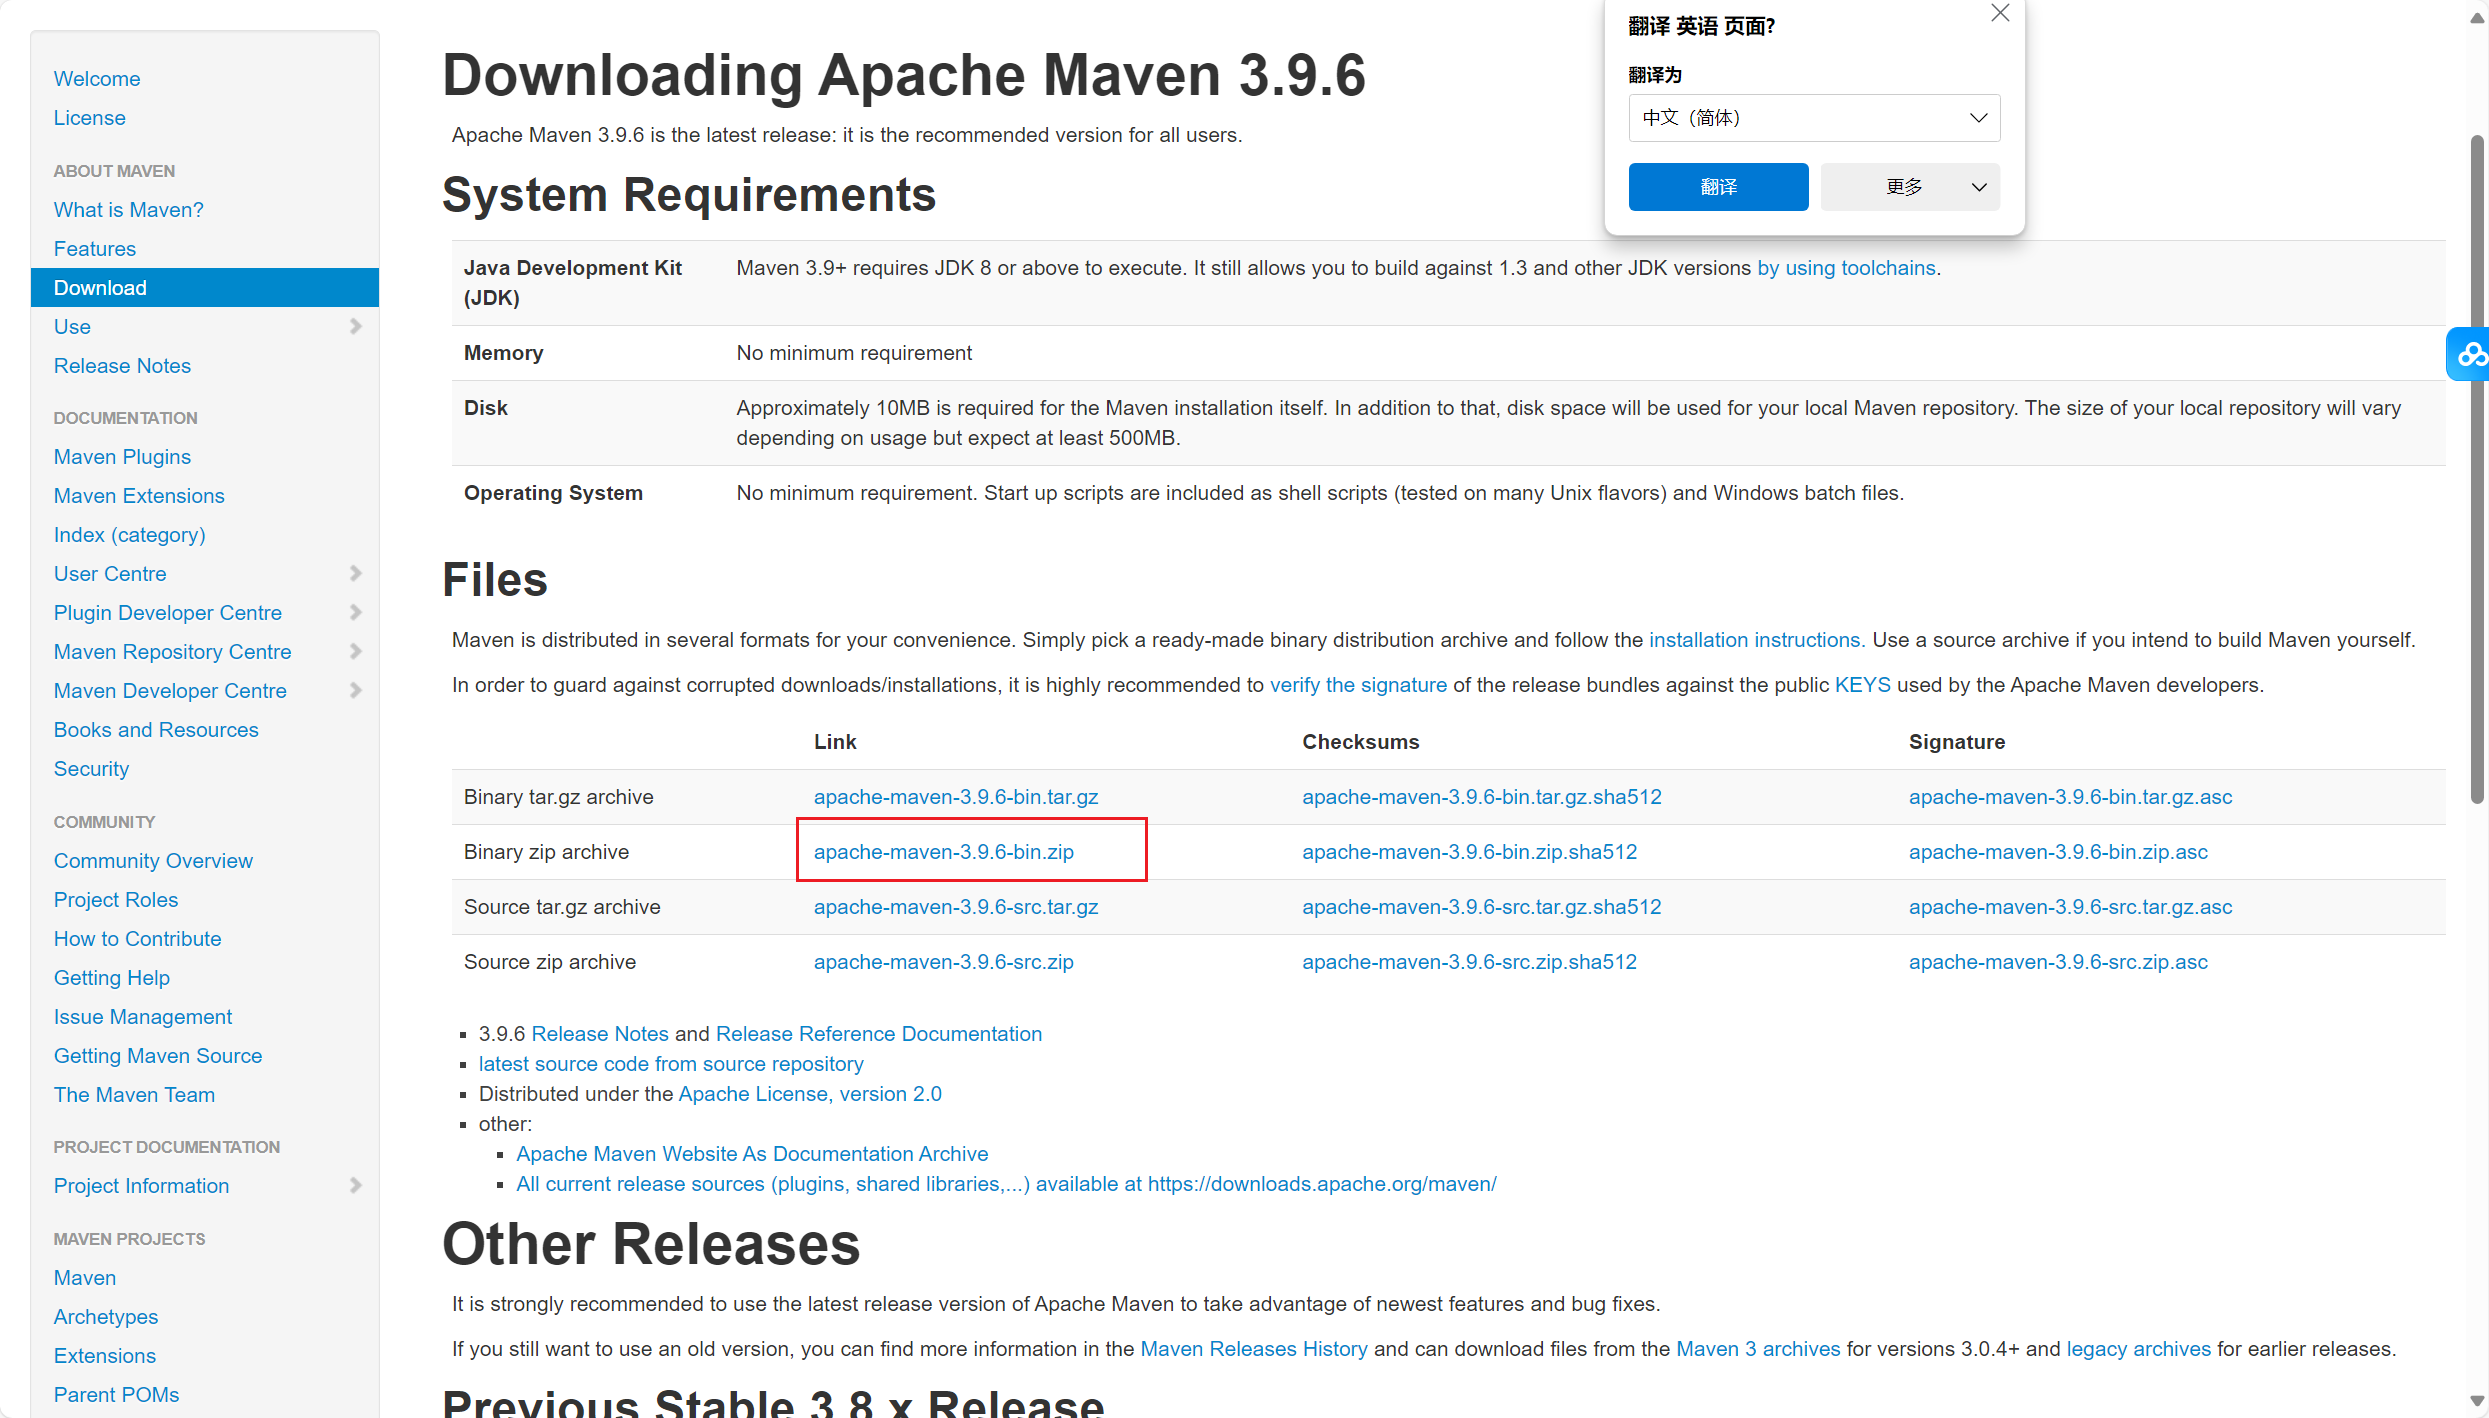 Welcome
License
ABOUT MAVEN
What is Maven?
Features
Download
Use
Release Notes
DOCUMENTATION
Maven Plugins
Maven Extensions
Index (category)
User Centre
Plugin Developer Centre
Maven Repository Centre
Maven Developer Centre
Books and Resources
Security
COMMUNITY
Community Overview
Project Roles
How to Contribute
Getting Help
Issue Management
Getting Maven Source
The Maven Team
PROJECT DOCUMENTATION
Project Information
MAVEN PROJECTS
Maven
Archetypes
Extensions
Parent POMs
Downloading Apache Maven 3.9.6
Apache Maven 3.9.6 is the latest release: it is the recommended version for all users.
System Requirements
Java Development Kit (JDK) Maven 3.9+ requires JDK 8 or above to execute. It still allows you to build against 1.3 and other JDK versions by using toolchains.
Memory No minimum requirement
Disk Approximately 10MB is required for the Maven installation itself. In addition to that, disk space will be used for your local Maven repository. The size of your local repository will vary
depending on usage but expect at least 500MB.
Operating System No minimum requirement. Start up scripts are included as shell scripts (tested on many Unix flavors) and Windows batch files.
Files
Maven is distributed in several formats for your convenience. Simply pick a ready-made binary distribution archive and follow the installation instructions. Use a source archive if you intend to build Maven yourself.
In order to guard against corrupted downloads/installations, it is highly recommended to verify the signature of the release bundles against the public KEYS used by the Apache Maven developers.
Link Checksums Signature
Binary tar.gz archive apache-maven-3.9.6-bin.tar.gz apache-maven-3.9.6-bin.tar.gz.sha512 apache-maven-3.9.6-bin.tar.gz.asc
Binary zip archive apache-maven-3.9.6-bin.zip apache-maven-3.9.6-bin.zip.sha512 apache-maven-3.9.6-bin.zip.asc
Source tar.gz archive apache-maven-3.9.6-src.tar.gz apache-maven-3.9.6-src.tar.gz.sha512 apache-maven-3.9.6-src.tar.gz.asc
Source zip archive apache-maven-3.9.6-src.zip apache-maven-3.9.6-src.zip.sha512 apache-maven-3.9.6-src.zip.asc
3.9.6 Release Notes and Release Reference Documentation
latest source code from source repository
Distributed under the Apache License, version 2.0
other:
Apache Maven Website As Documentation Archive
All current release sources (plugins, shared libraries,...) available at https://downloads.apache.org/maven/
Other Releases
It is strongly recommended to use the latest release version of Apache Maven to take advantage of newest features and bug fixes.
If you still want to use an old version, you can find more information in the Maven Releases History and can download files from the Maven 3 archives for versions 3.0.4+ and legacy archives for earlier releases.
Previous Stable 3.8.x Release
翻译 英语 页面?
翻译为
中文（简体）
翻译 更多